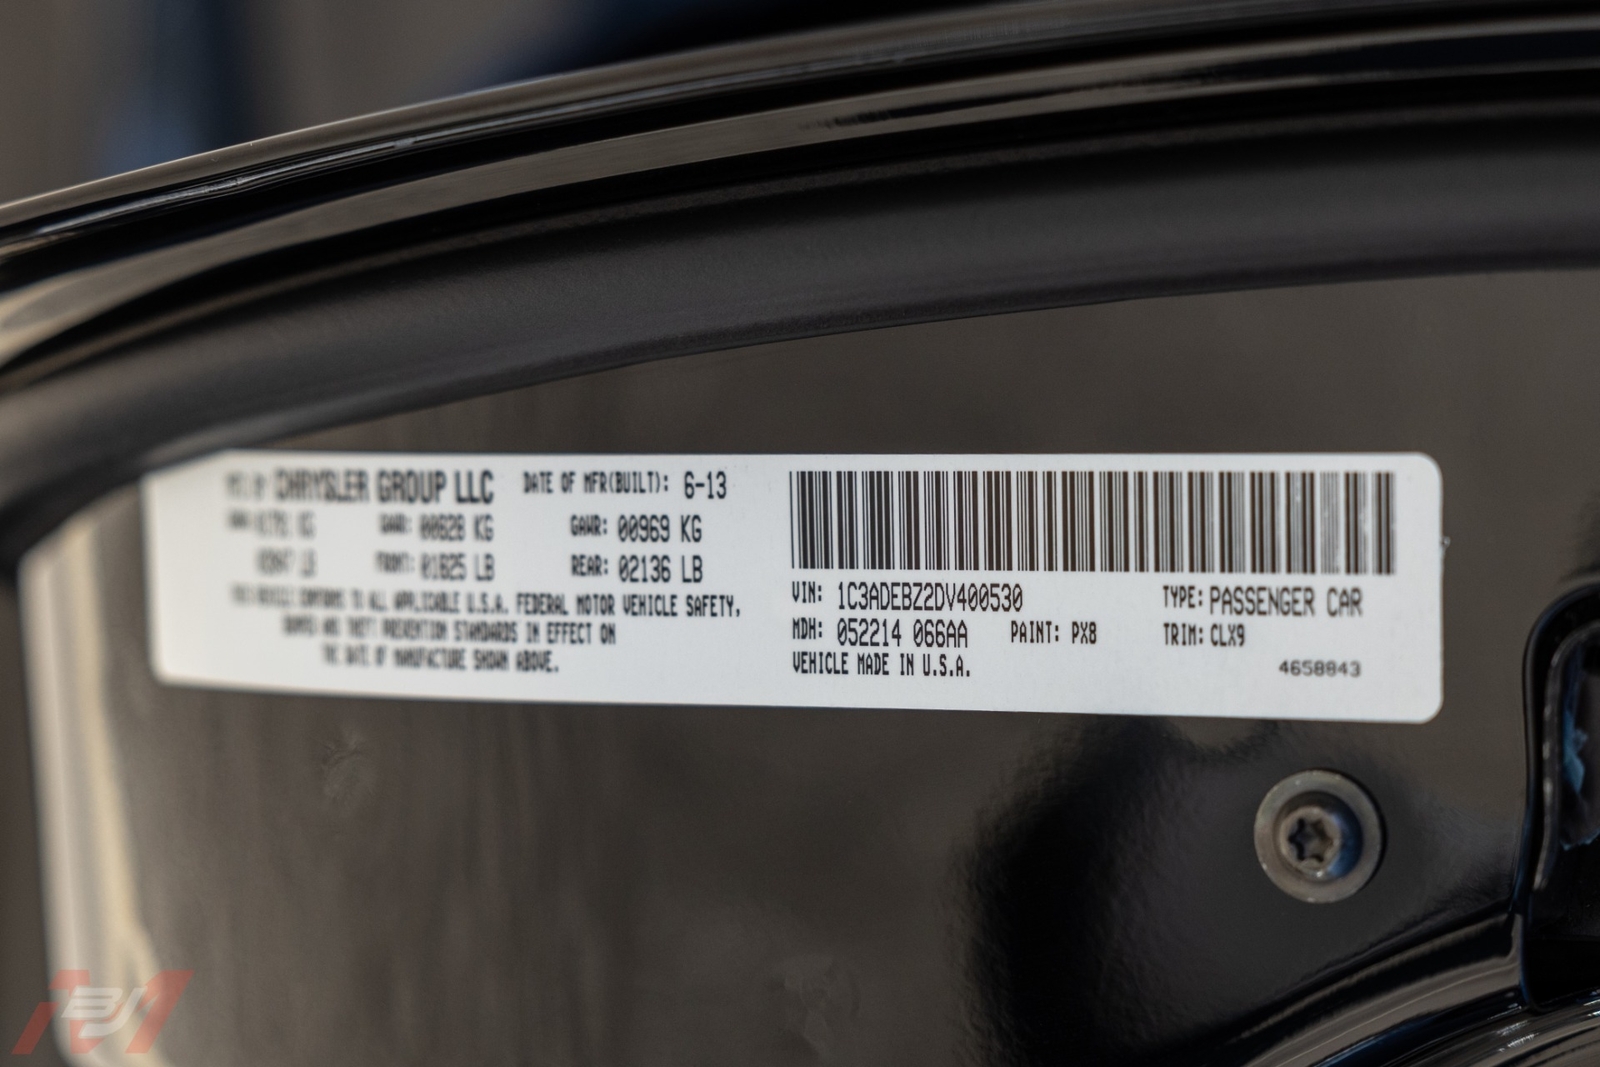 MFD BY CHRYSLER GROUP LLC DATE OF MFR(BUILT): 6-13
KG GAWR: 00628 KG GAWR: 00969 KG
LB FRONT: 01625 LB REAR: 02136 LB
THIS VEHICLE CONFORMS TO ALL APPLICABLE U.S.A. FEDERAL MOTOR VEHICLE SAFETY,
BUMPER AND THEFT PREVENTION STANDARDS IN EFFECT ON
THE DATE OF MANUFACTURE SHOWN ABOVE.
VIN: 1C3ADEBZ2DV400530 TYPE: PASSENGER CAR
MDH: 052214 066AA PAINT: PX8 TRIM: CLX9
VEHICLE MADE IN U.S.A. 4658843